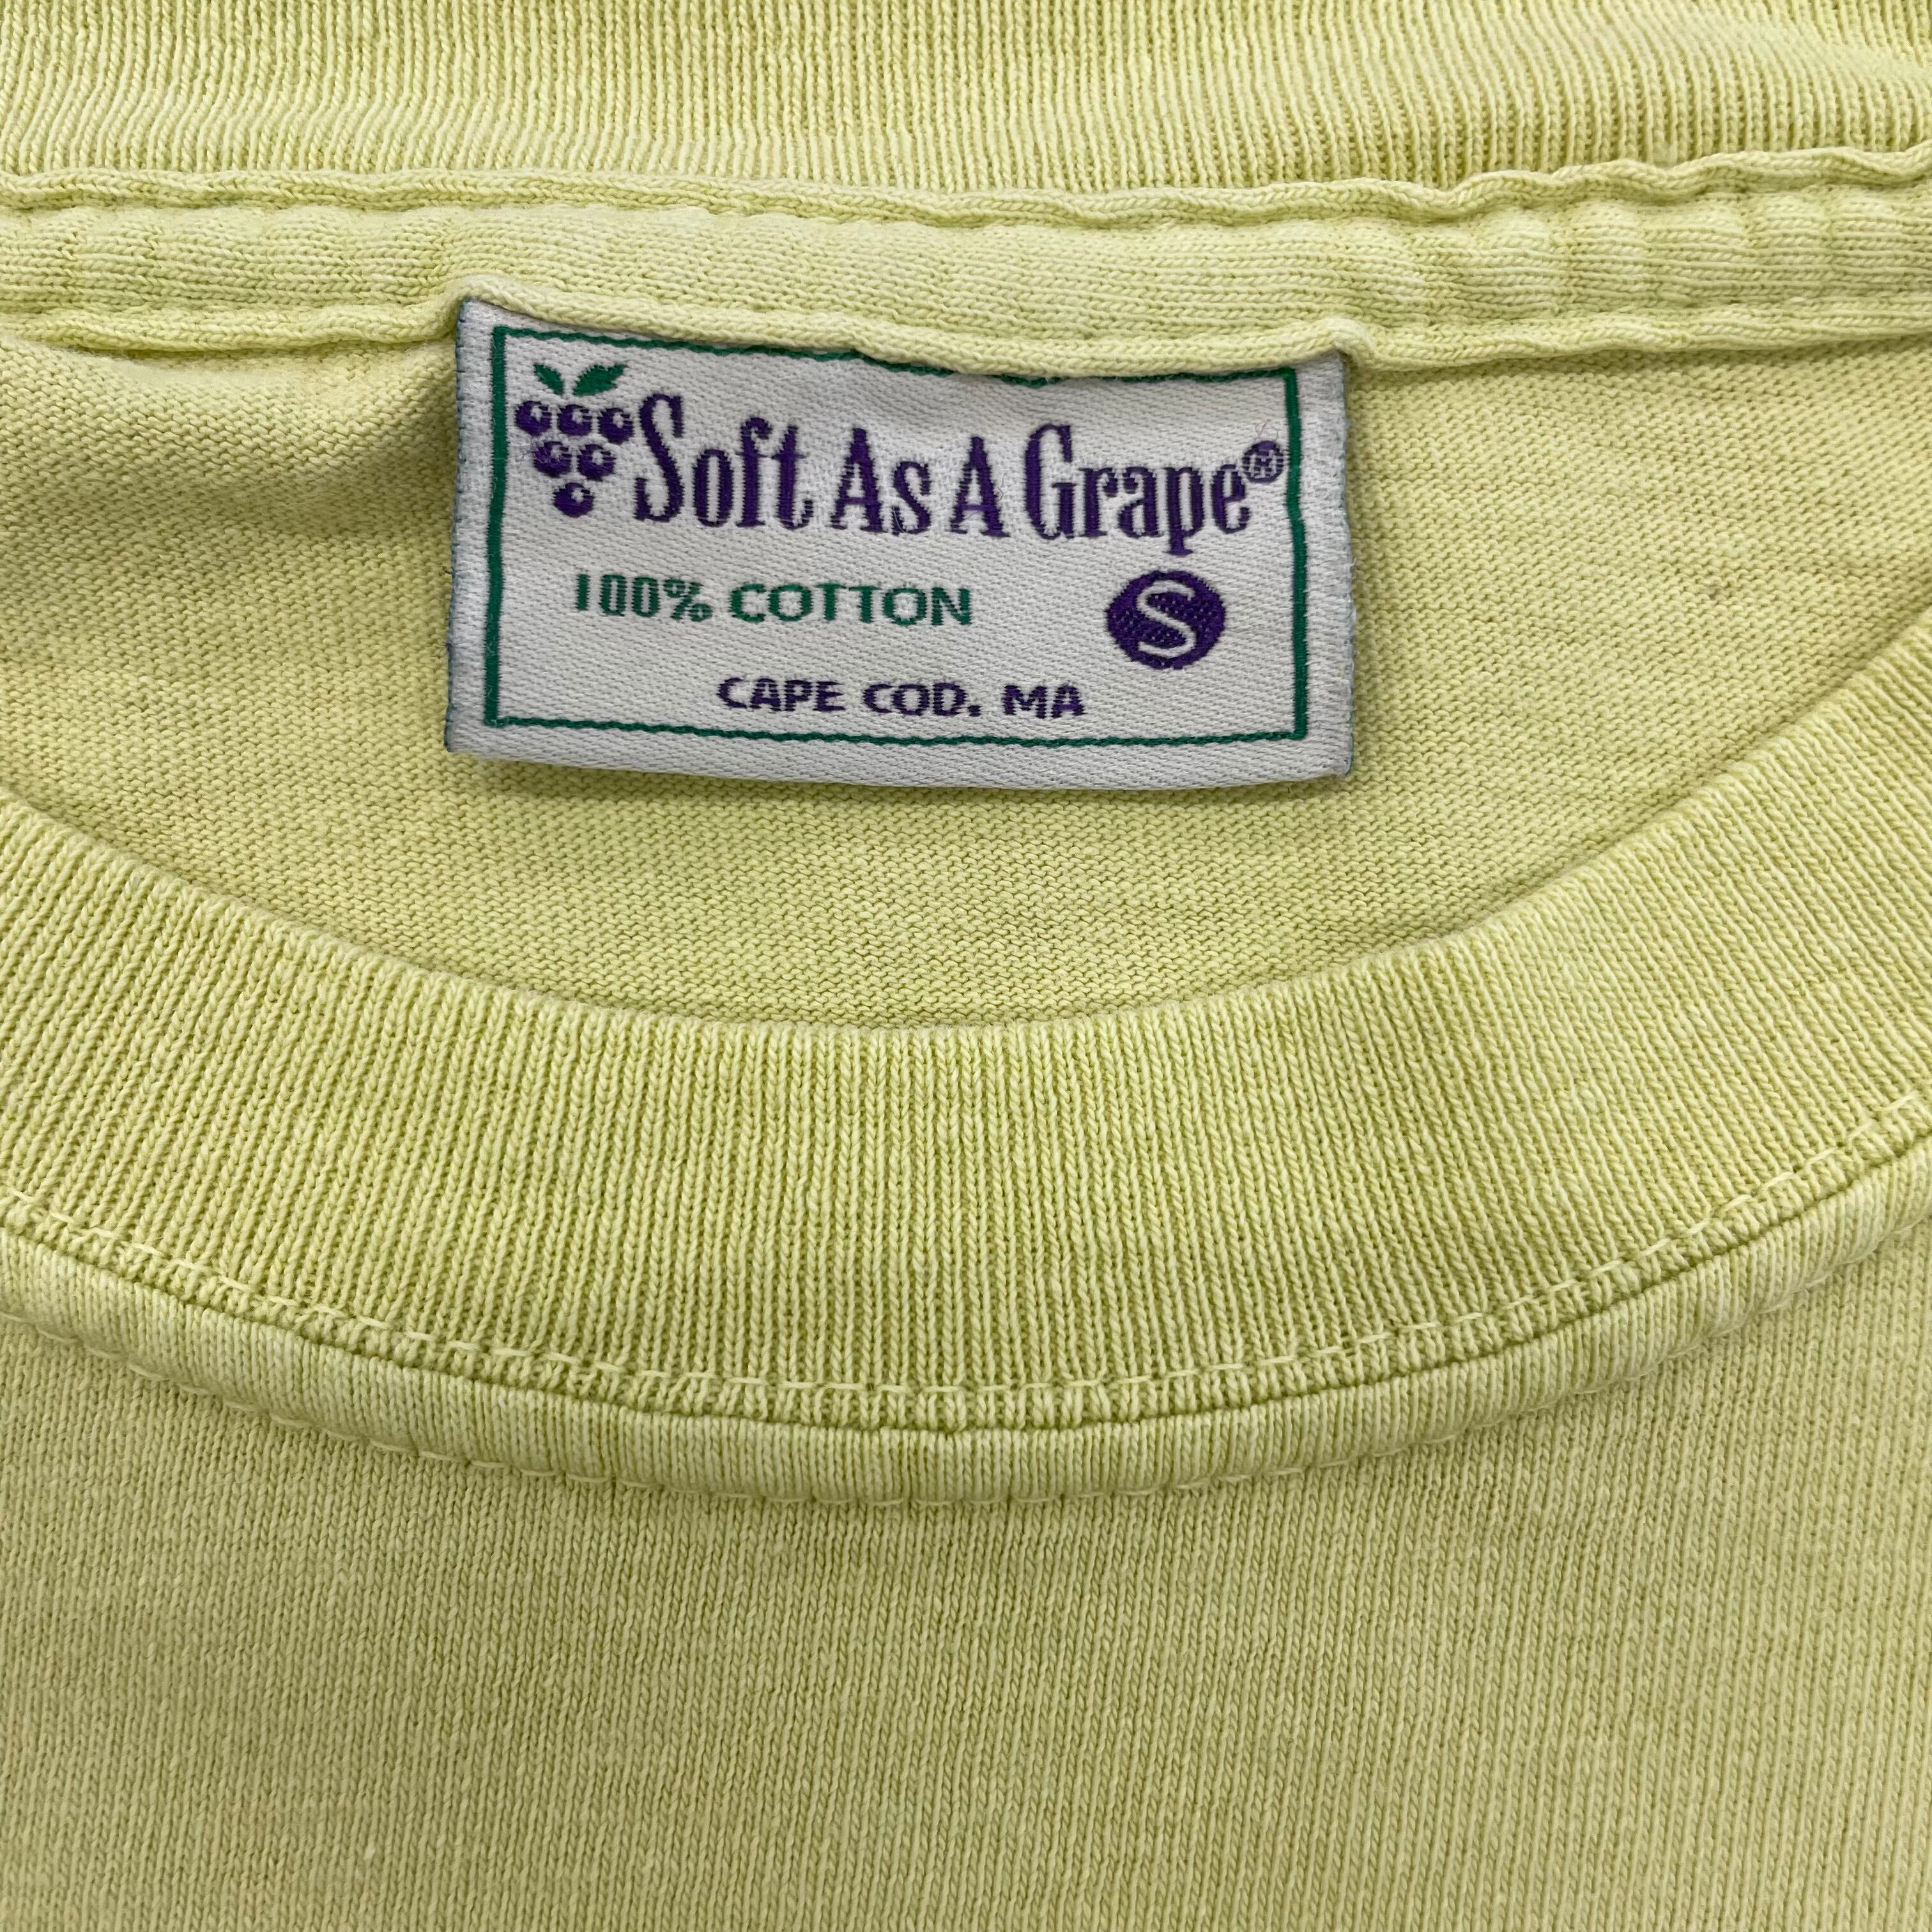 Soft As A Grape®
100% COTTON S
CAPE COD. MA